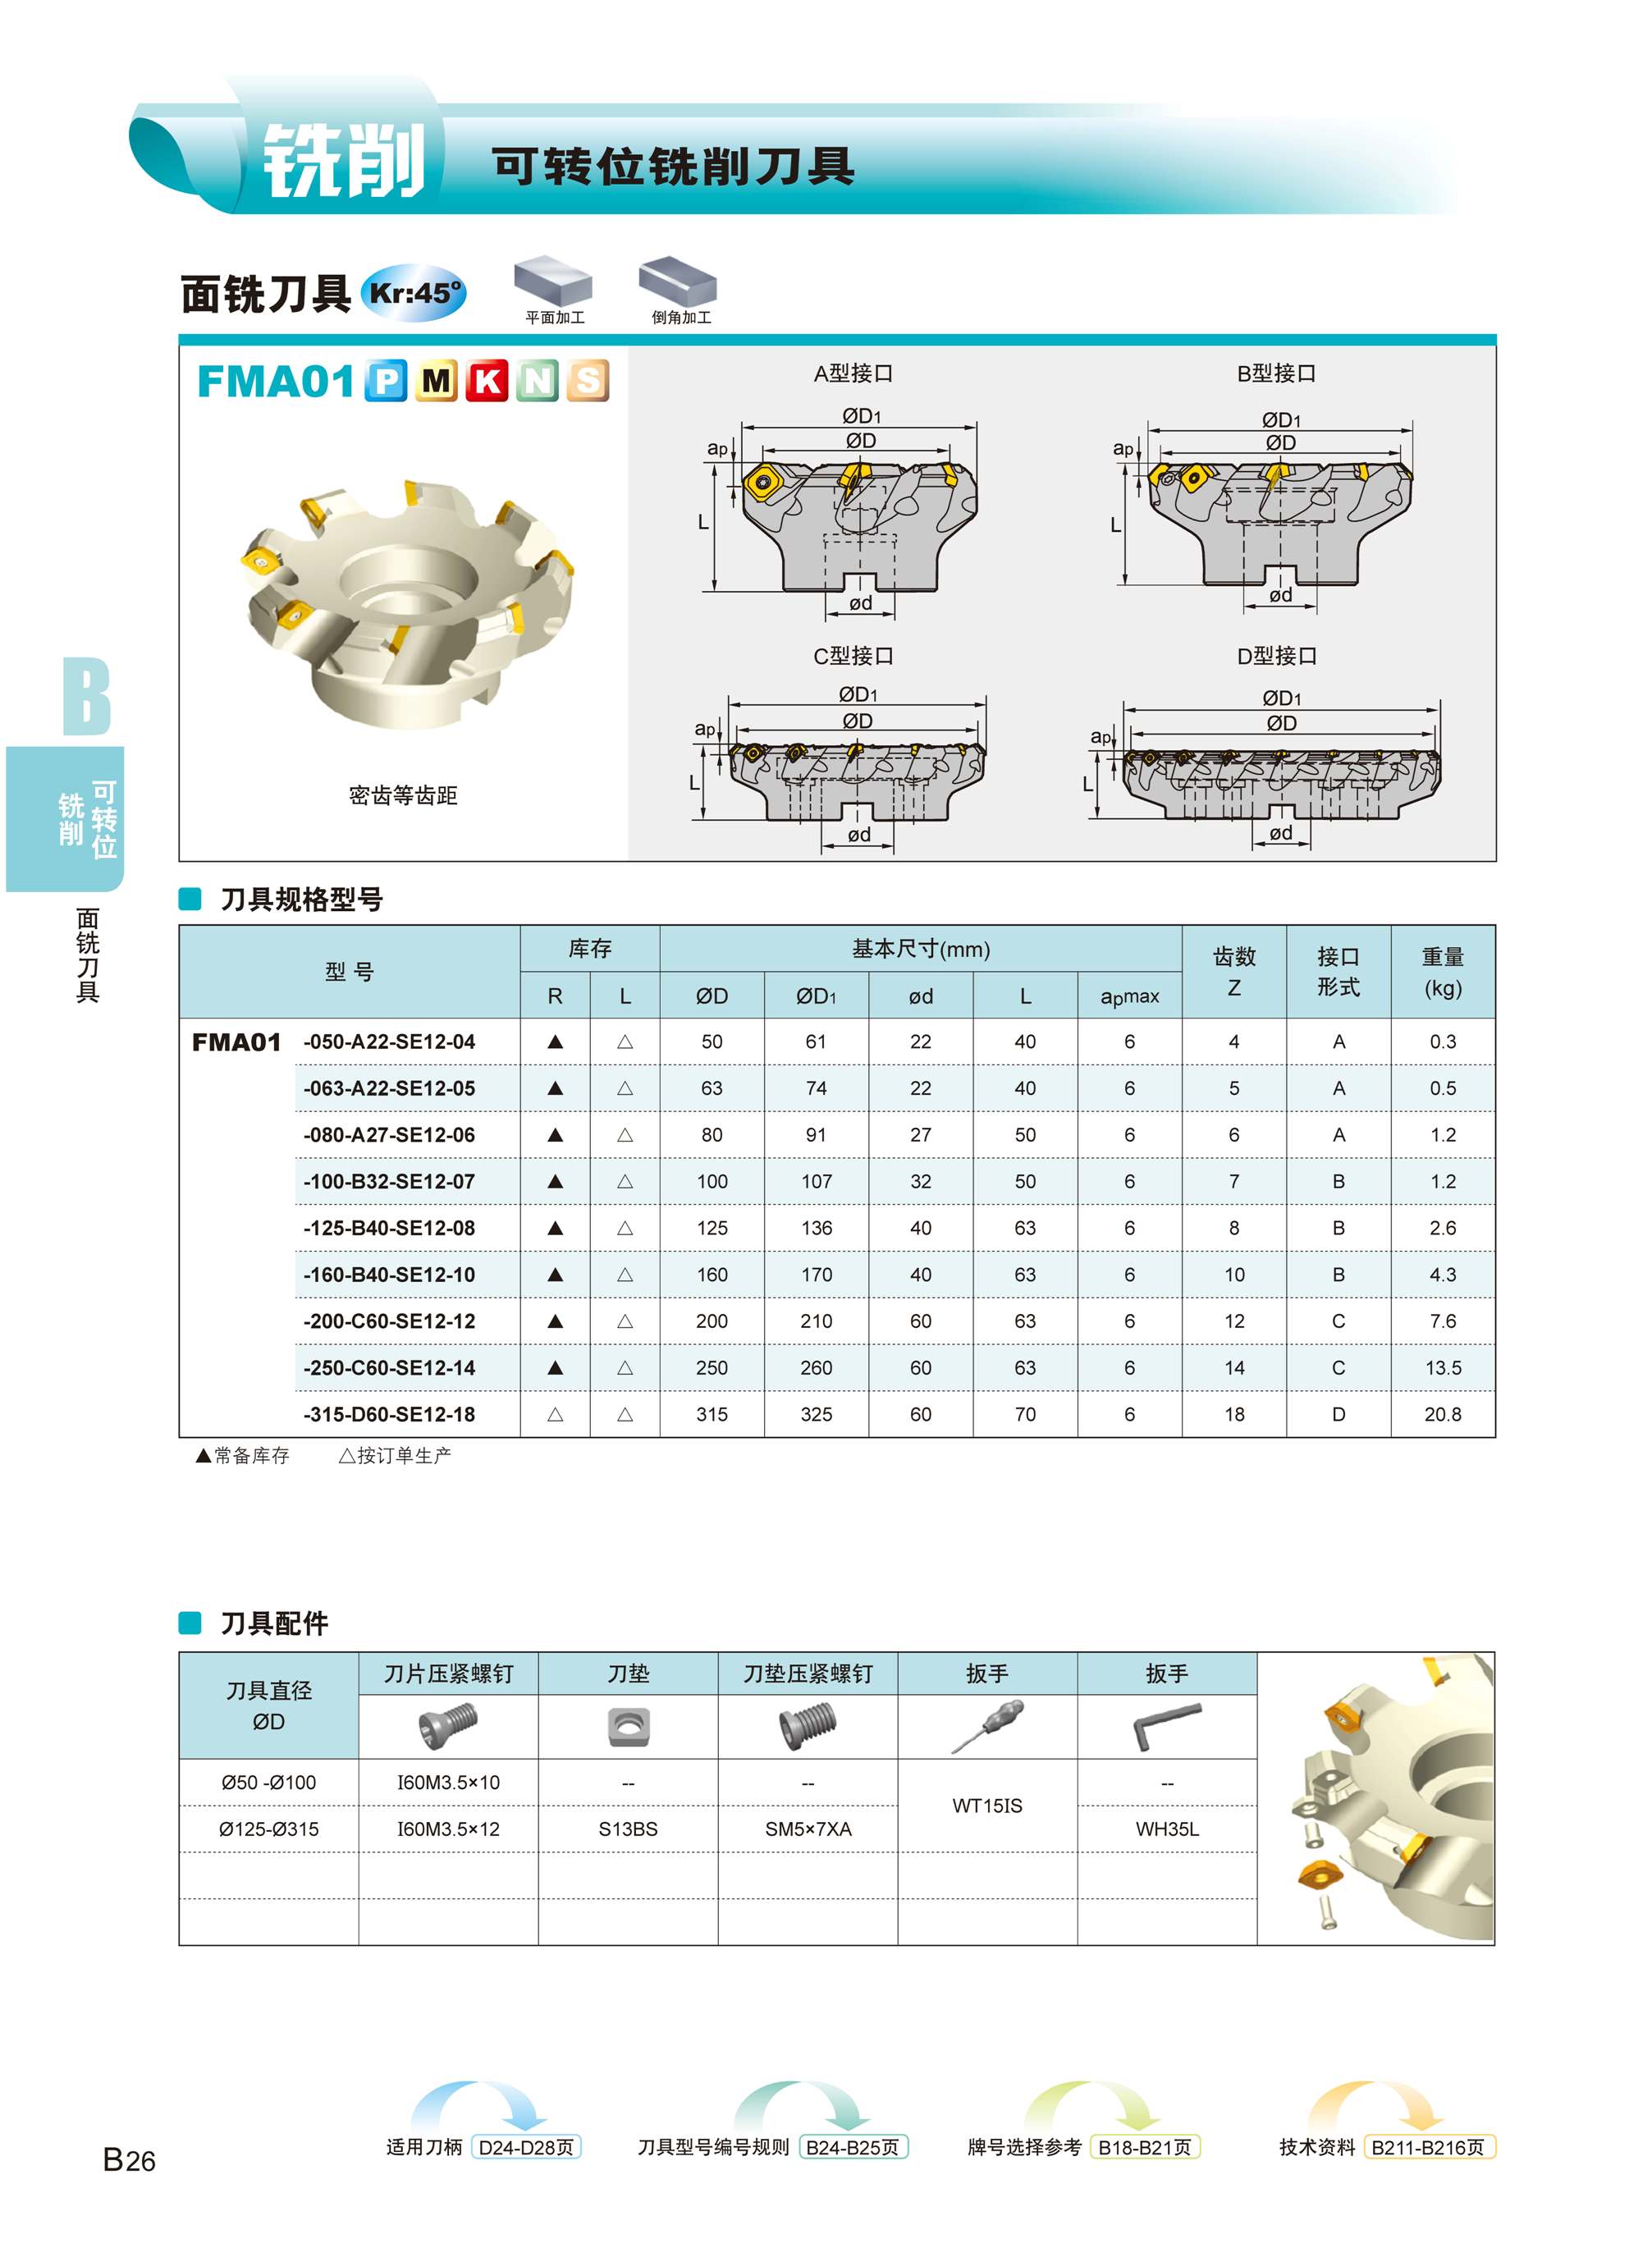 铣削 可转位铣削刀具
面铣刀具 Kr:45° 平面加工 倒角加工
FMA01 P M K N S
密齿等齿距
A型接口
ØD1
ØD
ap
L
ød
B型接口
ØD1
ØD
ap
L
ød
C型接口
ØD1
ØD
ap
L
ød
D型接口
ØD1
ØD
ap
L
ød
B
可转位
铣削
面铣刀具
刀具规格型号
型 号 库存 基本尺寸(mm) 齿数 Z 接口形式 重量 (kg)
R L ØD ØD1 ød L apmax
FMA01 -050-A22-SE12-04 ▲ △ 50 61 22 40 6 4 A 0.3
-063-A22-SE12-05 ▲ △ 63 74 22 40 6 5 A 0.5
-080-A27-SE12-06 ▲ △ 80 91 27 50 6 6 A 1.2
-100-B32-SE12-07 ▲ △ 100 107 32 50 6 7 B 1.2
-125-B40-SE12-08 ▲ △ 125 136 40 63 6 8 B 2.6
-160-B40-SE12-10 ▲ △ 160 170 40 63 6 10 B 4.3
-200-C60-SE12-12 ▲ △ 200 210 60 63 6 12 C 7.6
-250-C60-SE12-14 ▲ △ 250 260 60 63 6 14 C 13.5
-315-D60-SE12-18 △ △ 315 325 60 70 6 18 D 20.8
▲常备库存 △按订单生产
刀具配件
刀具直径 ØD 刀片压紧螺钉 刀垫 刀垫压紧螺钉 扳手 扳手
Ø50 -Ø100 I60M3.5×10 -- -- WT15IS --
Ø125-Ø315 I60M3.5×12 S13BS SM5×7XA WH35L
适用刀柄 D24-D28页 刀具型号编号规则 B24-B25页 牌号选择参考 B18-B21页 技术资料 B211-B216页
B26